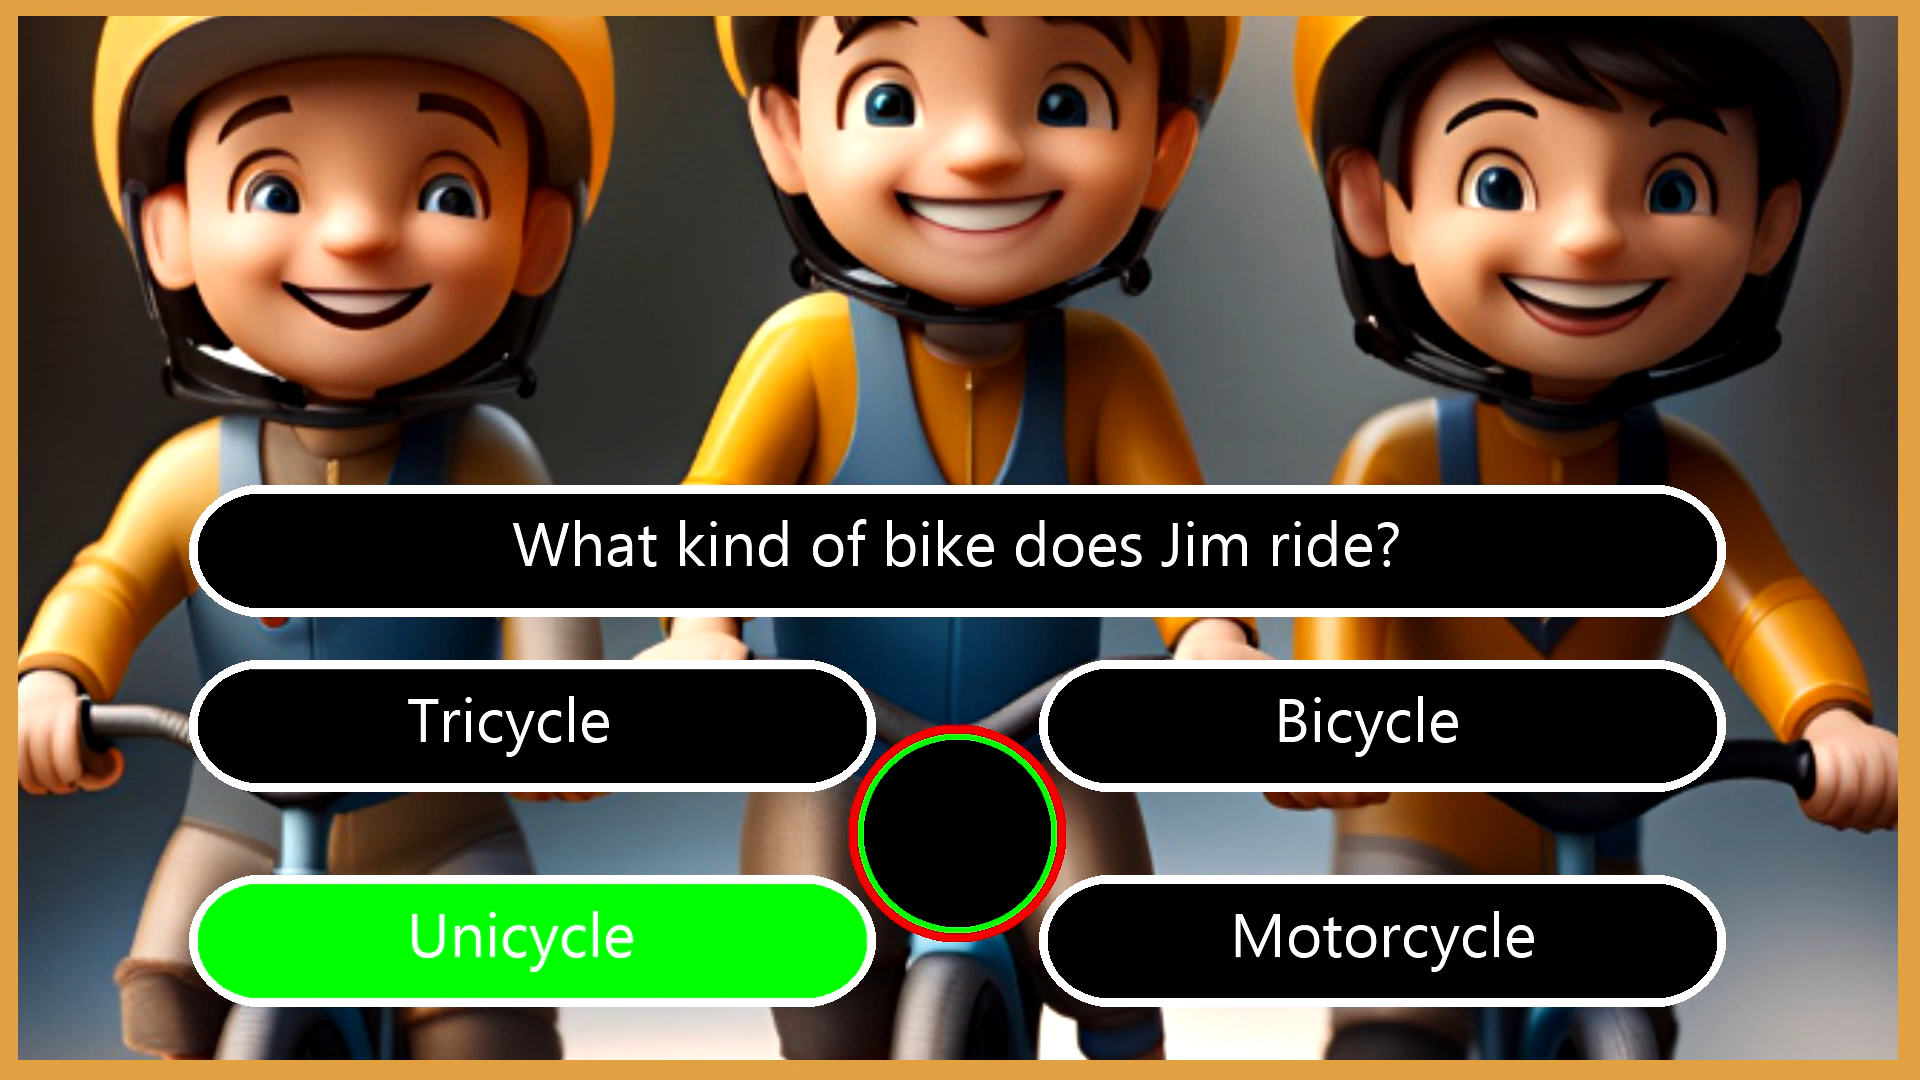 What kind of bike does Jim ride?
Tricycle
Bicycle
Unicycle
Motorcycle